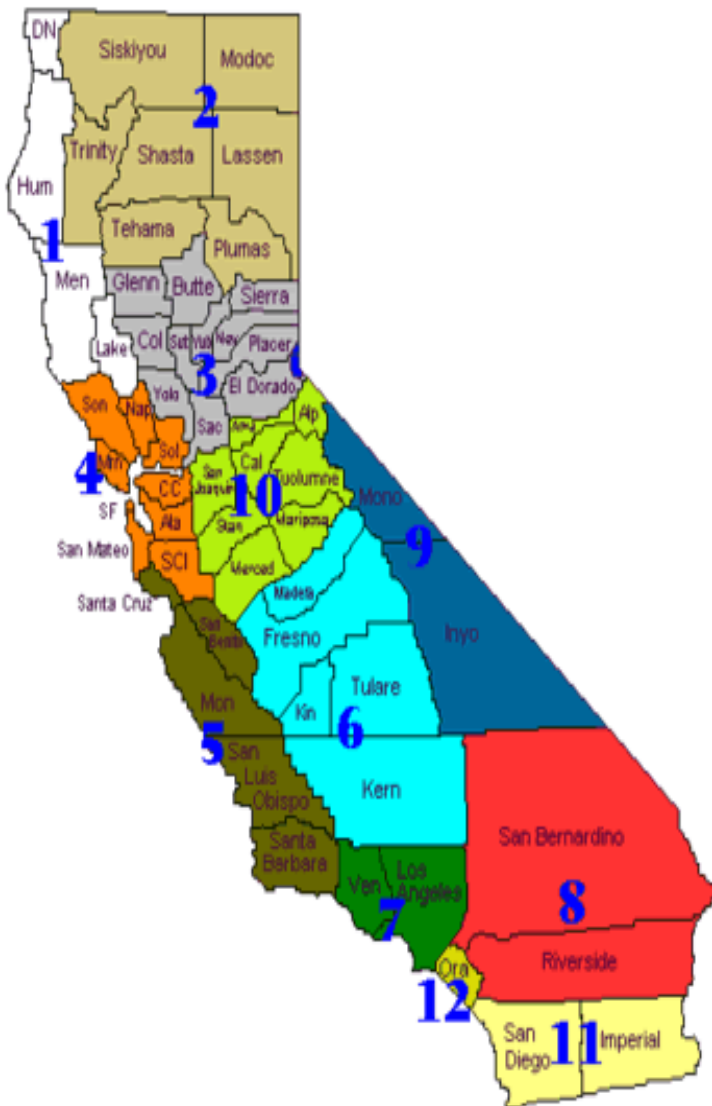 DN
Siskiyou
Modoc
2
Trinity
Shasta
Lassen
Hum
Tehama
1
Plumas
Men
Glenn
Butte
Sierra
Lake
Col
Sut
Yub
Nev
Placer
3
El Dorado
Yolo
Son
Nap
Sac
Alp
Sol
Cal
4
Mrn
San
Joaquin
10
Tuolumne
CC
Mono
SF
Ala
Stan
Mariposa
9
San Mateo
SCl
Merced
Santa Cruz
Madera
San
Benito
Fresno
Inyo
Tulare
Mon
Kin
6
5
San
Luis
Obispo
Kern
Santa
Barbara
San Bernardino
Ven
Los
Angeles
8
7
Ora
Riverside
12
San
Diego
11
Imperial